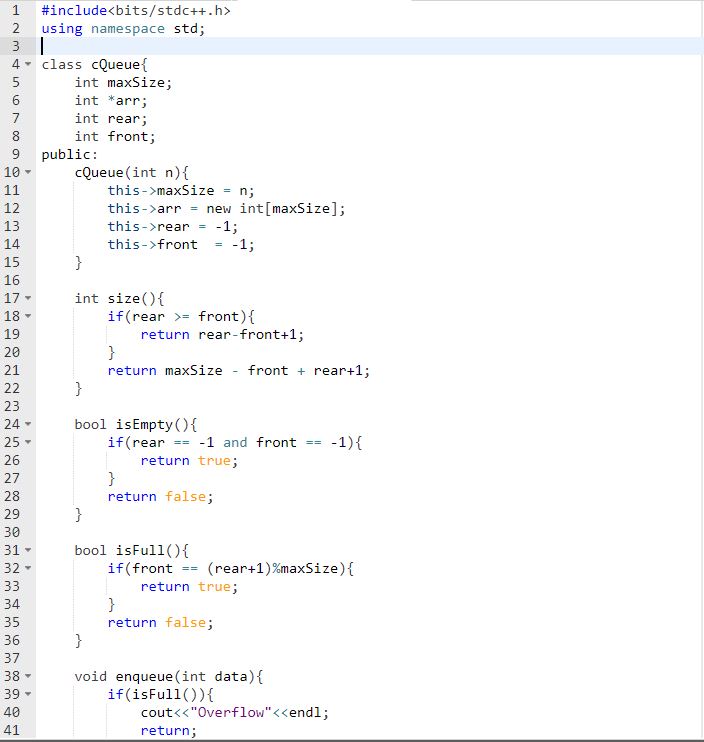 1 #include<bits/stdc++.h>
2 using namespace std;
3
4 class cQueue{
5     int maxSize;
6     int *arr;
7     int rear;
8     int front;
9 public:
10     cQueue(int n){
11         this->maxSize = n;
12         this->arr = new int[maxSize];
13         this->rear = -1;
14         this->front  = -1;
15     }
16
17     int size(){
18         if(rear >= front){
19             return rear-front+1;
20         }
21         return maxSize - front + rear+1;
22     }
23
24     bool isEmpty(){
25         if(rear == -1 and front == -1){
26             return true;
27         }
28         return false;
29     }
30
31     bool isFull(){
32         if(front == (rear+1)%maxSize){
33             return true;
34         }
35         return false;
36     }
37
38     void enqueue(int data){
39         if(isFull()){
40             cout<<"Overflow"<<endl;
41             return;